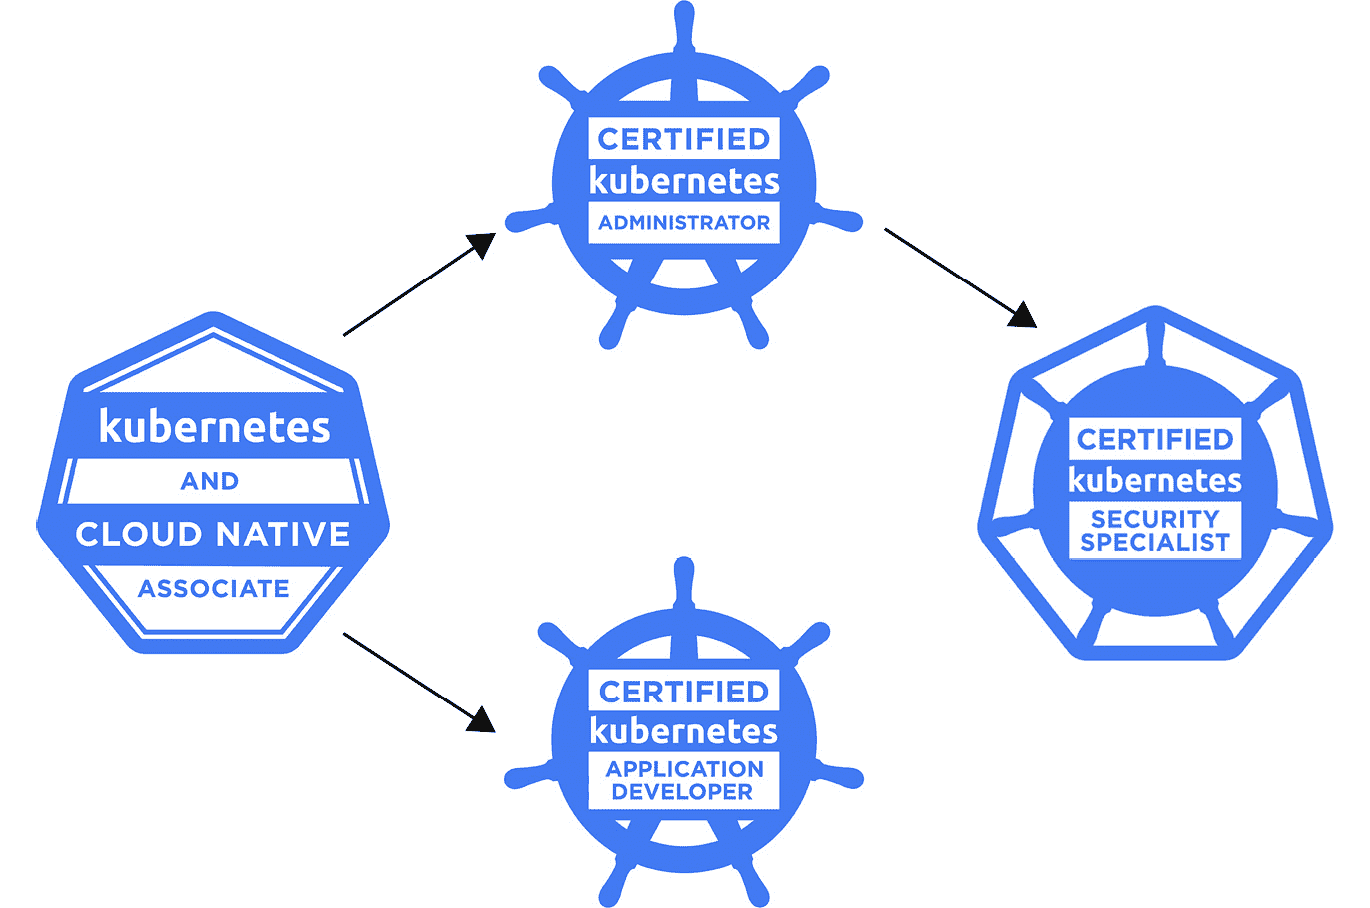 CERTIFIED
kubernetes
ADMINISTRATOR
kubernetes
AND
CLOUD NATIVE
ASSOCIATE
CERTIFIED
kubernetes
SECURITY
SPECIALIST
CERTIFIED
kubernetes
APPLICATION
DEVELOPER